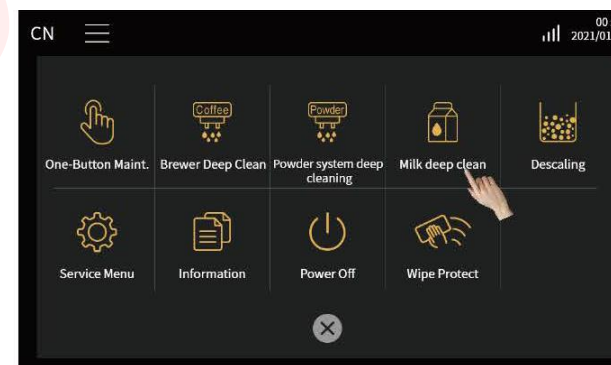 CN
00
2021/01
Coffee
Powder
One-Button Maint.
Brewer Deep Clean
Powder system deep
cleaning
Milk deep clean
Descaling
Service Menu
Information
Power Off
Wipe Protect